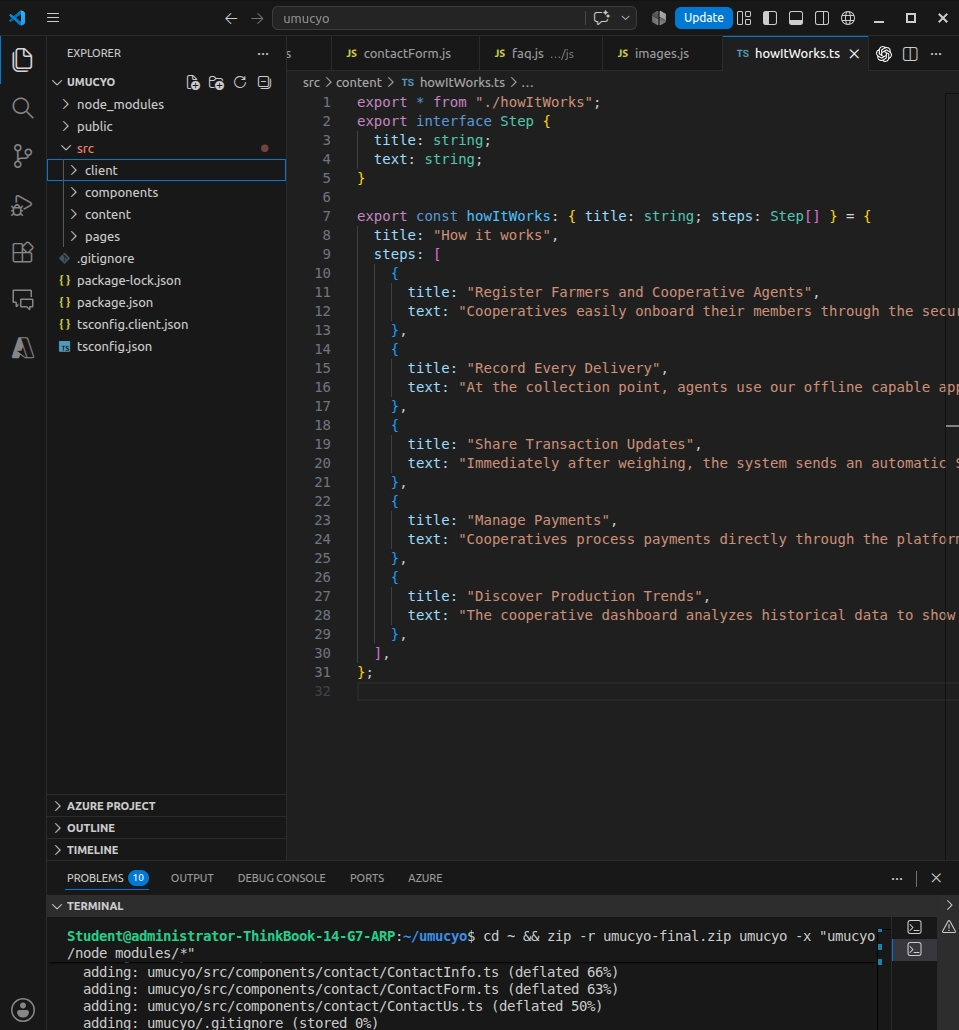 umucyo
Update
EXPLORER
UMUCYO
node_modules
public
src
client
components
content
pages
.gitignore
package-lock.json
package.json
tsconfig.client.json
tsconfig.json
AZURE PROJECT
OUTLINE
TIMELINE
s
JS contactForm.js
JS faq.js .../js
JS images.js
TS howItWorks.ts
src > content > TS howItWorks.ts > ...
1 export * from "./howItWorks";
2 export interface Step {
3 title: string;
4 text: string;
5 }
6
7 export const howItWorks: { title: string; steps: Step[] } = {
8 title: "How it works",
9 steps: [
10 {
11 title: "Register Farmers and Cooperative Agents",
12 text: "Cooperatives easily onboard their members through the secu
13 },
14 {
15 title: "Record Every Delivery",
16 text: "At the collection point, agents use our offline capable app
17 },
18 {
19 title: "Share Transaction Updates",
20 text: "Immediately after weighing, the system sends an automatic S
21 },
22 {
23 title: "Manage Payments",
24 text: "Cooperatives process payments directly through the platform
25 },
26 {
27 title: "Discover Production Trends",
28 text: "The cooperative dashboard analyzes historical data to show
29 },
30 ],
31 };
32
PROBLEMS 10 OUTPUT DEBUG CONSOLE PORTS AZURE
TERMINAL
Student@administrator-ThinkBook-14-G7-ARP:~/umucyo$ cd ~ && zip -r umucyo-final.zip umucyo -x "umucyo
/node_modules/*"
adding: umucyo/src/components/contact/ContactInfo.ts (deflated 66%)
adding: umucyo/src/components/contact/ContactForm.ts (deflated 63%)
adding: umucyo/src/components/contact/ContactUs.ts (deflated 50%)
adding: umucyo/.gitignore (stored 0%)